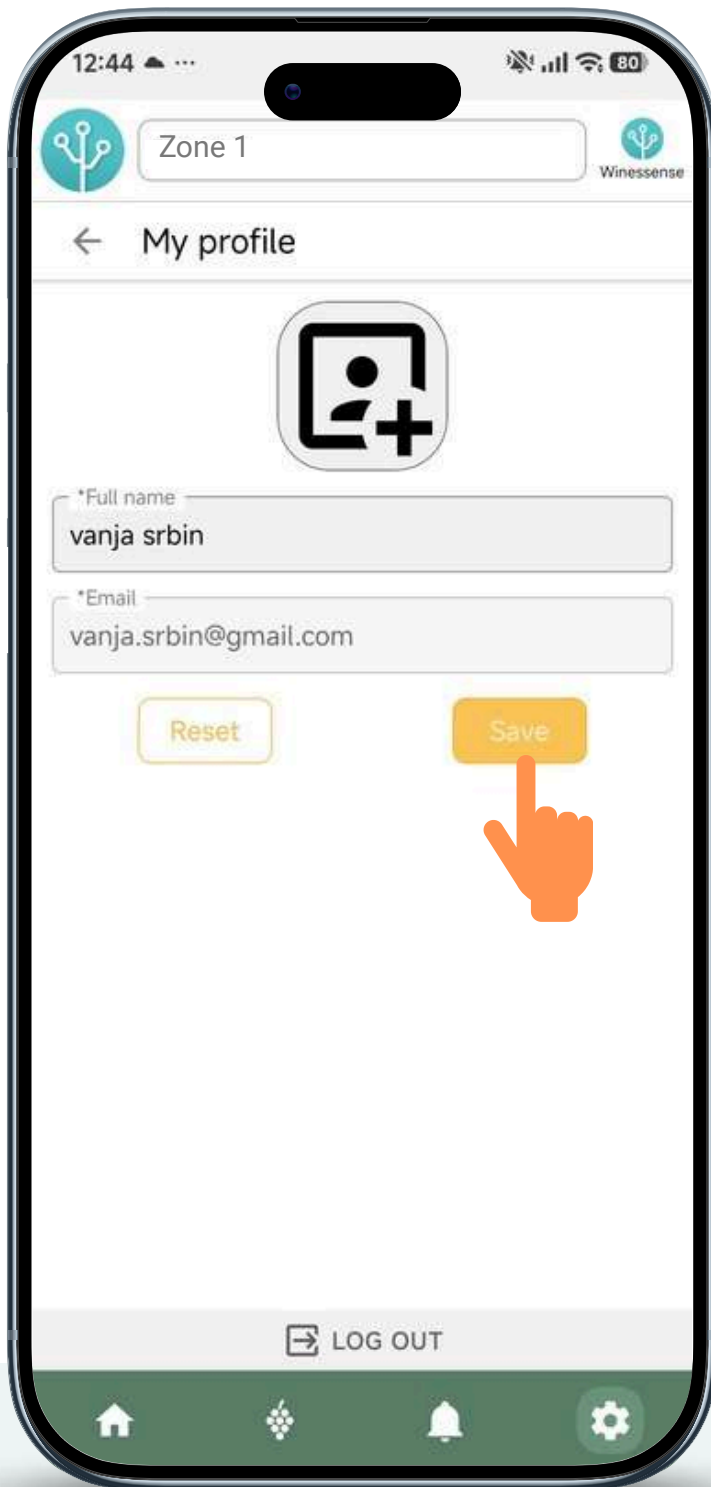 12:44
80
Zone 1
Winessense
My profile
*Full name
vanja srbin
*Email
vanja.srbin@gmail.com
Reset
Save
LOG OUT